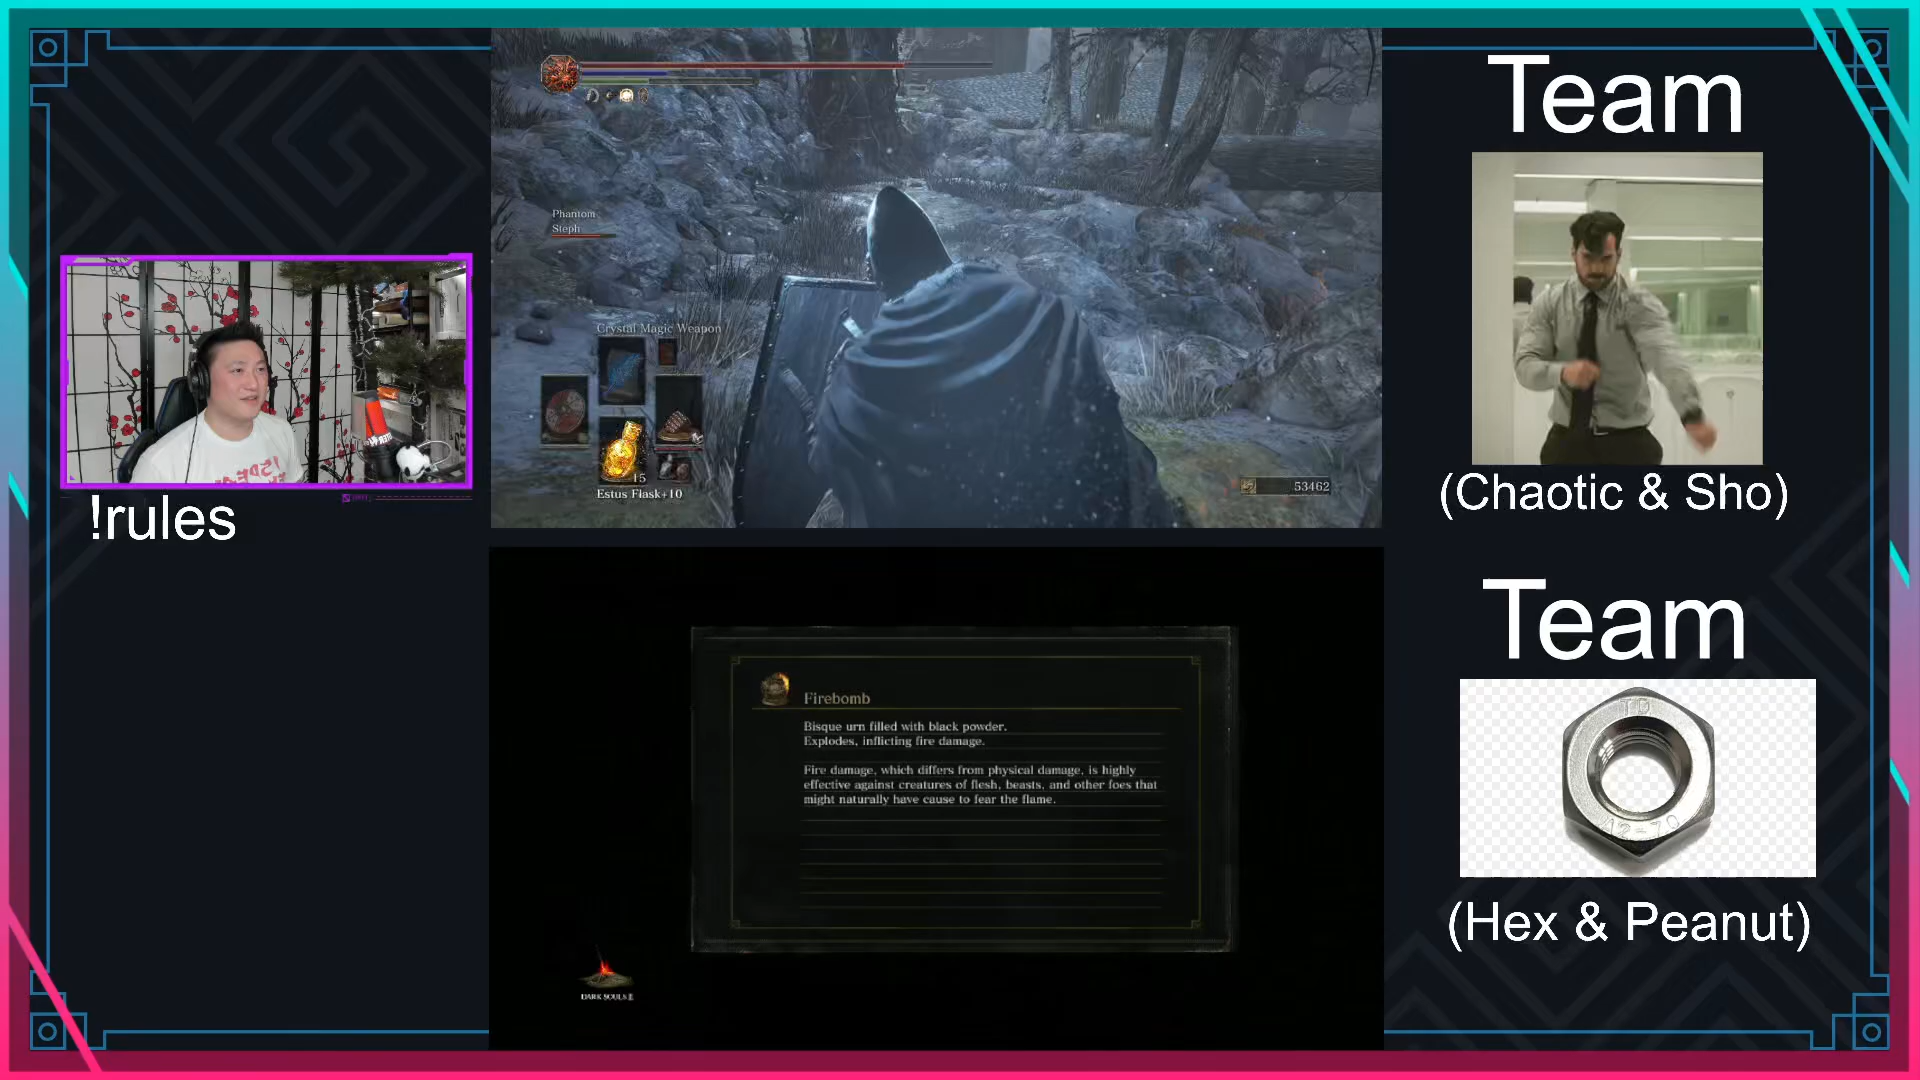 Team
Phantom
Steph
Crystal Magic Weapon
15
Estus Flask+10
53462
(Chaotic & Sho)
!rules
Team
TD
A2-70
(Hex & Peanut)
Firebomb
Bisque urn filled with black powder.
Explodes, inflicting fire damage.
Fire damage, which differs from physical damage, is highly
effective against creatures of flesh, beasts, and other foes that
might naturally have cause to fear the flame.
DARK SOULS III